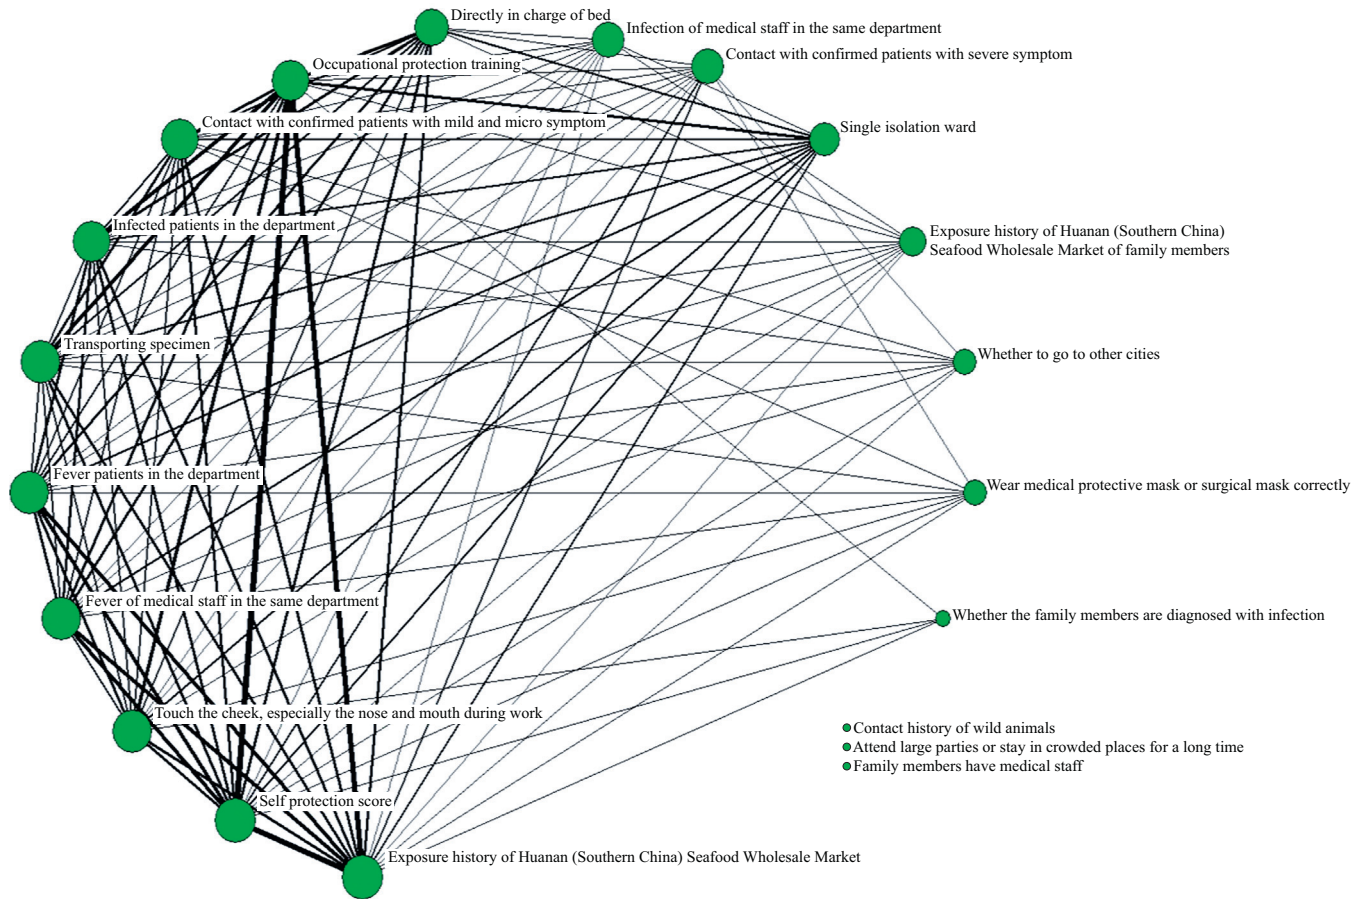 Directly in charge of bed
Infection of medical staff in the same department
Contact with confirmed patients with severe symptom
Occupational protection training
Contact with confirmed patients with mild and micro symptom
Single isolation ward
Infected patients in the department
Exposure history of Huanan (Southern China)
Seafood Wholesale Market of family members
Transporting specimen
Whether to go to other cities
Fever patients in the department
Wear medical protective mask or surgical mask correctly
Fever of medical staff in the same department
Whether the family members are diagnosed with infection
Touch the cheek, especially the nose and mouth during work
Contact history of wild animals
Attend large parties or stay in crowded places for a long time
Family members have medical staff
Self protection score
Exposure history of Huanan (Southern China) Seafood Wholesale Market